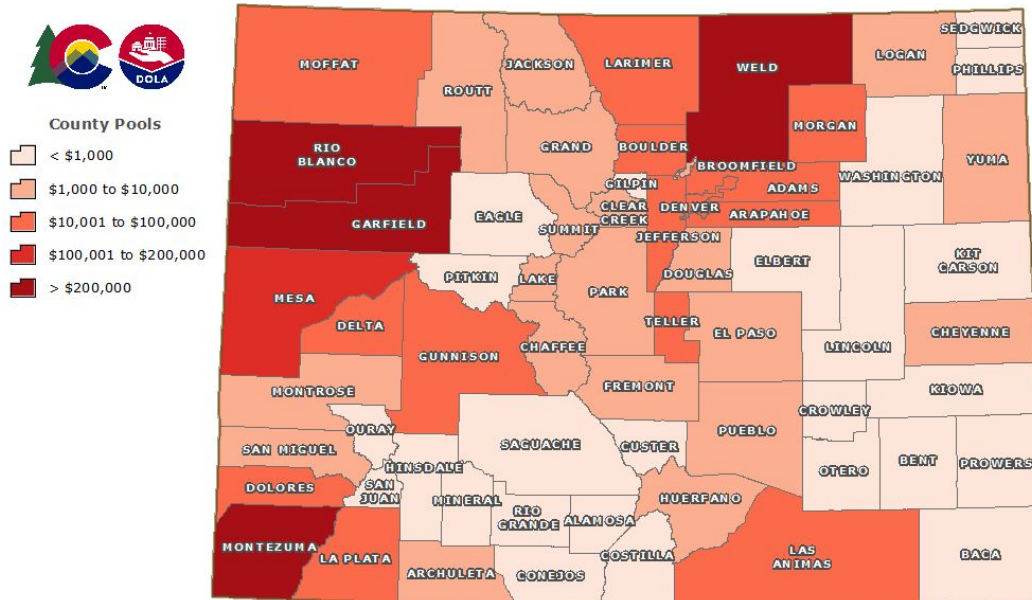 DOLA
County Pools
< $1,000
$1,000 to $10,000
$10,001 to $100,000
$100,001 to $200,000
> $200,000
SEDGWICK
LOGAN
PHILLIPS
MOFFAT
JACKSON
LARIMER
WELD
ROUTT
MORGAN
RIO
BLANCO
GRAND
BOULDER
YUMA
BROOMFIELD
WASHINGTON
GILPIN
ADAMS
CLEAR
CREEK
DENVER
ARAPAHOE
EAGLE
GARFIELD
SUMMIT
JEFFERSON
DOUGLAS
ELBERT
KIT
CARSON
PITKIN
LAKE
PARK
MESA
DELTA
TELLER
EL PASO
CHEYENNE
GUNNISON
CHAFFEE
LINCOLN
MONTROSE
FREMONT
KIOWA
CROWLEY
OURAY
PUEBLO
SAN MIGUEL
SAGUACHE
CUSTER
HINSDALE
OTERO
BENT
PROWERS
DOLORES
SAN
JUAN
MINERAL
HUERFANO
RIO
GRANDE
ALAMOSA
MONTEZUMA
LA PLATA
COSTILLA
LAS
ANIMAS
BACA
ARCHULETA
CONEJOS